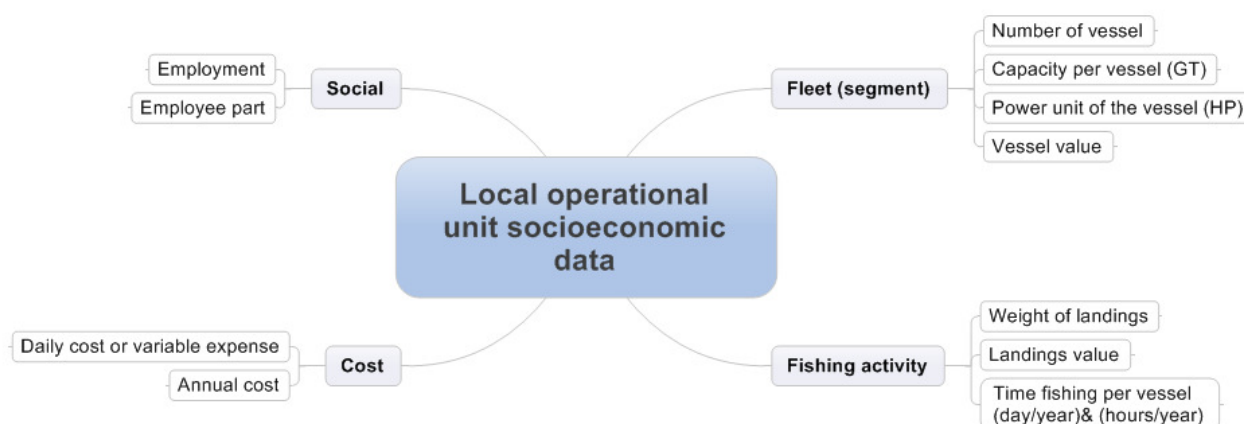 Local operational
unit socioeconomic
data
Social
Employment
Employee part
Fleet (segment)
Number of vessel
Capacity per vessel (GT)
Power unit of the vessel (HP)
Vessel value
Cost
Daily cost or variable expense
Annual cost
Fishing activity
Weight of landings
Landings value
Time fishing per vessel
(day/year)& (hours/year)